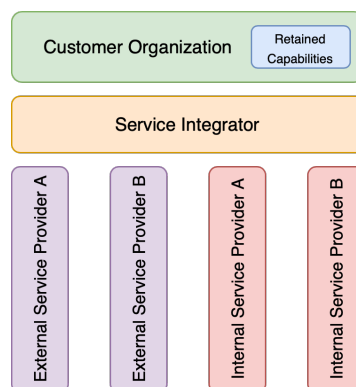 Customer Organization
Retained
Capabilities
Service Integrator
External Service Provider A
External Service Provider B
Internal Service Provider A
Internal Service Provider B